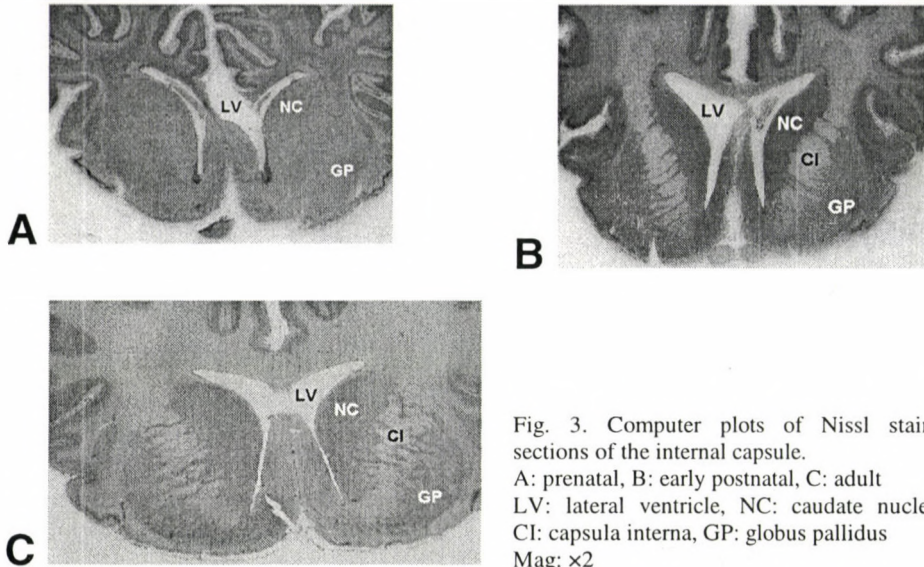 LV NC
GP
A
LV NC
CI
GP
B
LV
NC
CI
GP
C
Fig. 3. Computer plots of Nissl stain
sections of the internal capsule.
A: prenatal, B: early postnatal, C: adult
LV: lateral ventricle, NC: caudate nucle
CI: capsula interna, GP: globus pallidus
Mag: ×2